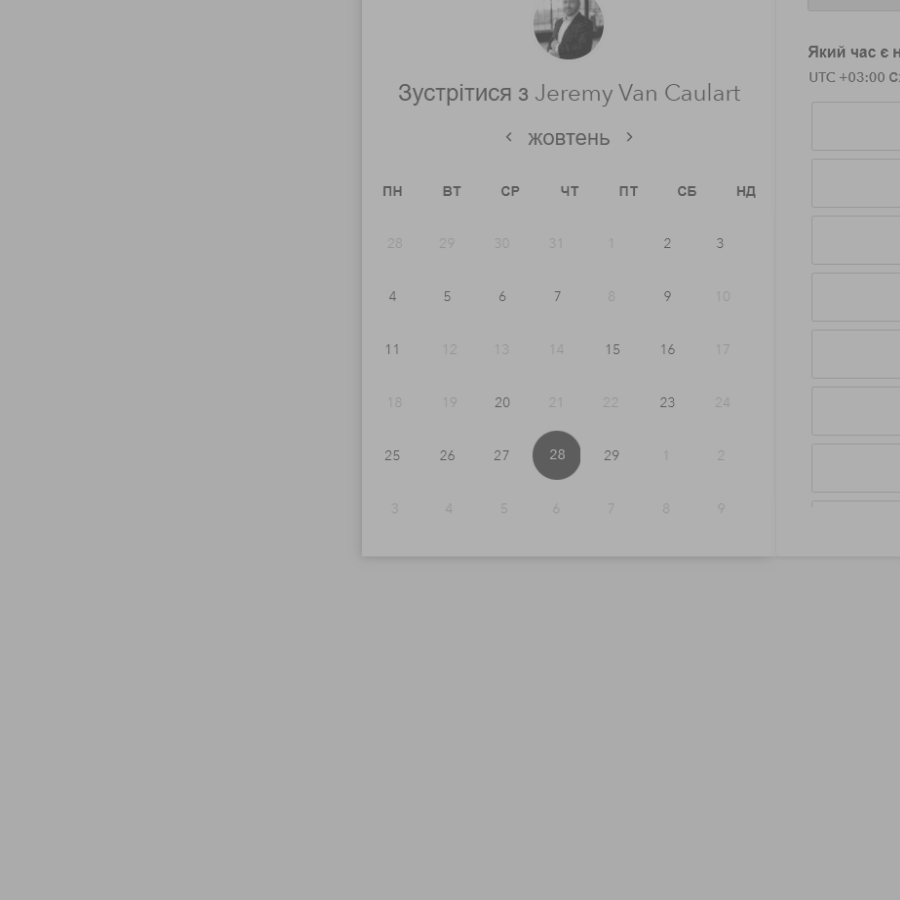 Зустрітися з Jeremy Van Caulart
жовтень
ПН ВТ СР ЧТ ПТ СБ НД
28 29 30 31 1 2 3
4 5 6 7 8 9 10
11 12 13 14 15 16 17
18 19 20 21 22 23 24
25 26 27 28 29 1 2
3 4 5 6 7 8 9
Який час є
UTC +03:00